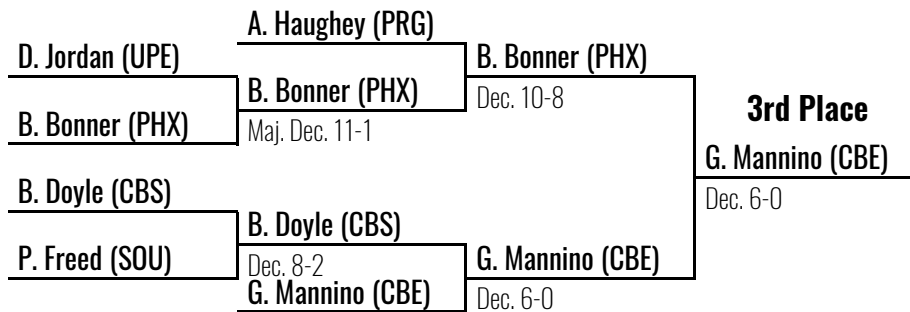 A. Haughey (PRG)
D. Jordan (UPE)
B. Bonner (PHX)
B. Bonner (PHX)
Dec. 10-8
B. Bonner (PHX)
Maj. Dec. 11-1
3rd Place
G. Mannino (CBE)
Dec. 6-0
B. Doyle (CBS)
B. Doyle (CBS)
P. Freed (SOU)
Dec. 8-2
G. Mannino (CBE)
G. Mannino (CBE)
Dec. 6-0